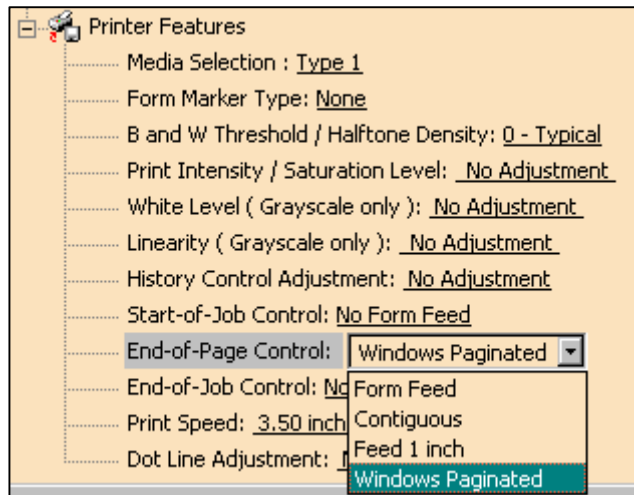 Printer Features
Media Selection : Type 1
Form Marker Type: None
B and W Threshold / Halftone Density: 0 - Typical
Print Intensity / Saturation Level: No Adjustment
White Level ( Grayscale only ): No Adjustment
Linearity ( Grayscale only ): No Adjustment
History Control Adjustment: No Adjustment
Start-of-Job Control: No Form Feed
End-of-Page Control: Windows Paginated
End-of-Job Control: No
Form Feed
Print Speed: 3.50 inch
Contiguous
Feed 1 inch
Dot Line Adjustment:
Windows Paginated